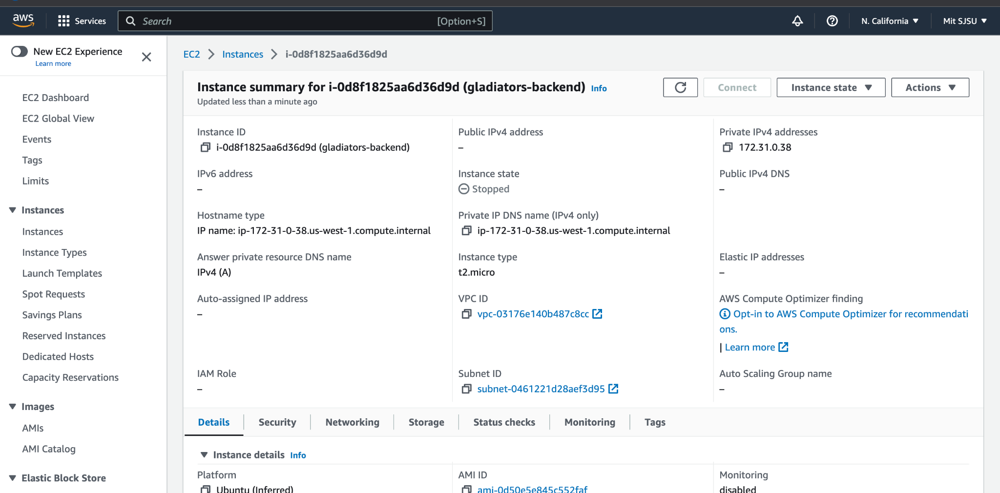 aws
Services
Search
[Option+S]
N. California
Mit SJSU
New EC2 Experience
Learn more
EC2 Dashboard
EC2 Global View
Events
Tags
Limits
Instances
Instances
Instance Types
Launch Templates
Spot Requests
Savings Plans
Reserved Instances
Dedicated Hosts
Capacity Reservations
Images
AMIs
AMI Catalog
Elastic Block Store
EC2
Instances
i-0d8f1825aa6d36d9d
Instance summary for i-0d8f1825aa6d36d9d (gladiators-backend) Info
Updated less than a minute ago
Connect
Instance state
Actions
Instance ID
i-0d8f1825aa6d36d9d (gladiators-backend)
Public IPv4 address
–
Private IPv4 addresses
172.31.0.38
IPv6 address
–
Instance state
Stopped
Public IPv4 DNS
–
Hostname type
IP name: ip-172-31-0-38.us-west-1.compute.internal
Private IP DNS name (IPv4 only)
ip-172-31-0-38.us-west-1.compute.internal
Answer private resource DNS name
IPv4 (A)
Instance type
t2.micro
Elastic IP addresses
–
Auto-assigned IP address
–
VPC ID
vpc-03176e140b487c8cc
AWS Compute Optimizer finding
Opt-in to AWS Compute Optimizer for recommendati
ons.
| Learn more
IAM Role
–
Subnet ID
subnet-0461221d28aef3d95
Auto Scaling Group name
–
Details
Security
Networking
Storage
Status checks
Monitoring
Tags
Instance details Info
Platform
Ubuntu (Inferred)
AMI ID
ami-0d50e5e845c552faf
Monitoring
disabled